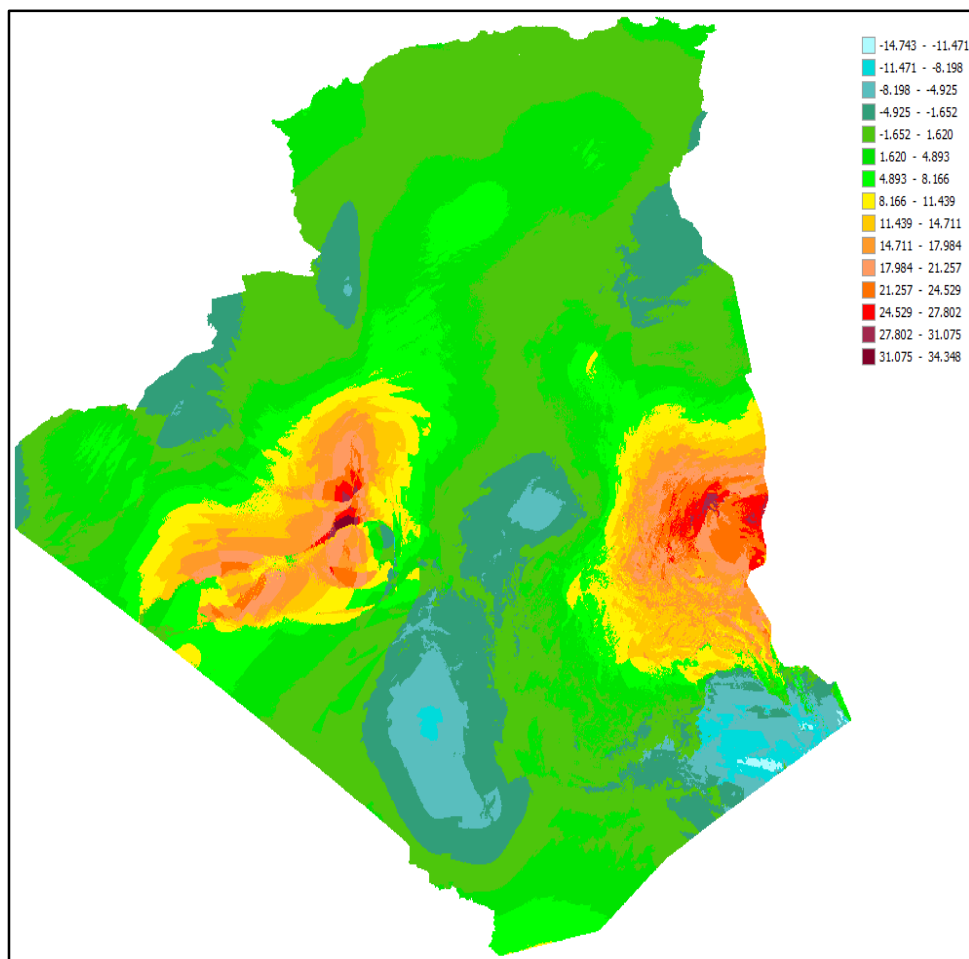 -14.743 - -11.471
-11.471 - -8.198
-8.198 - -4.925
-4.925 - -1.652
-1.652 - 1.620
1.620 - 4.893
4.893 - 8.166
8.166 - 11.439
11.439 - 14.711
14.711 - 17.984
17.984 - 21.257
21.257 - 24.529
24.529 - 27.802
27.802 - 31.075
31.075 - 34.348